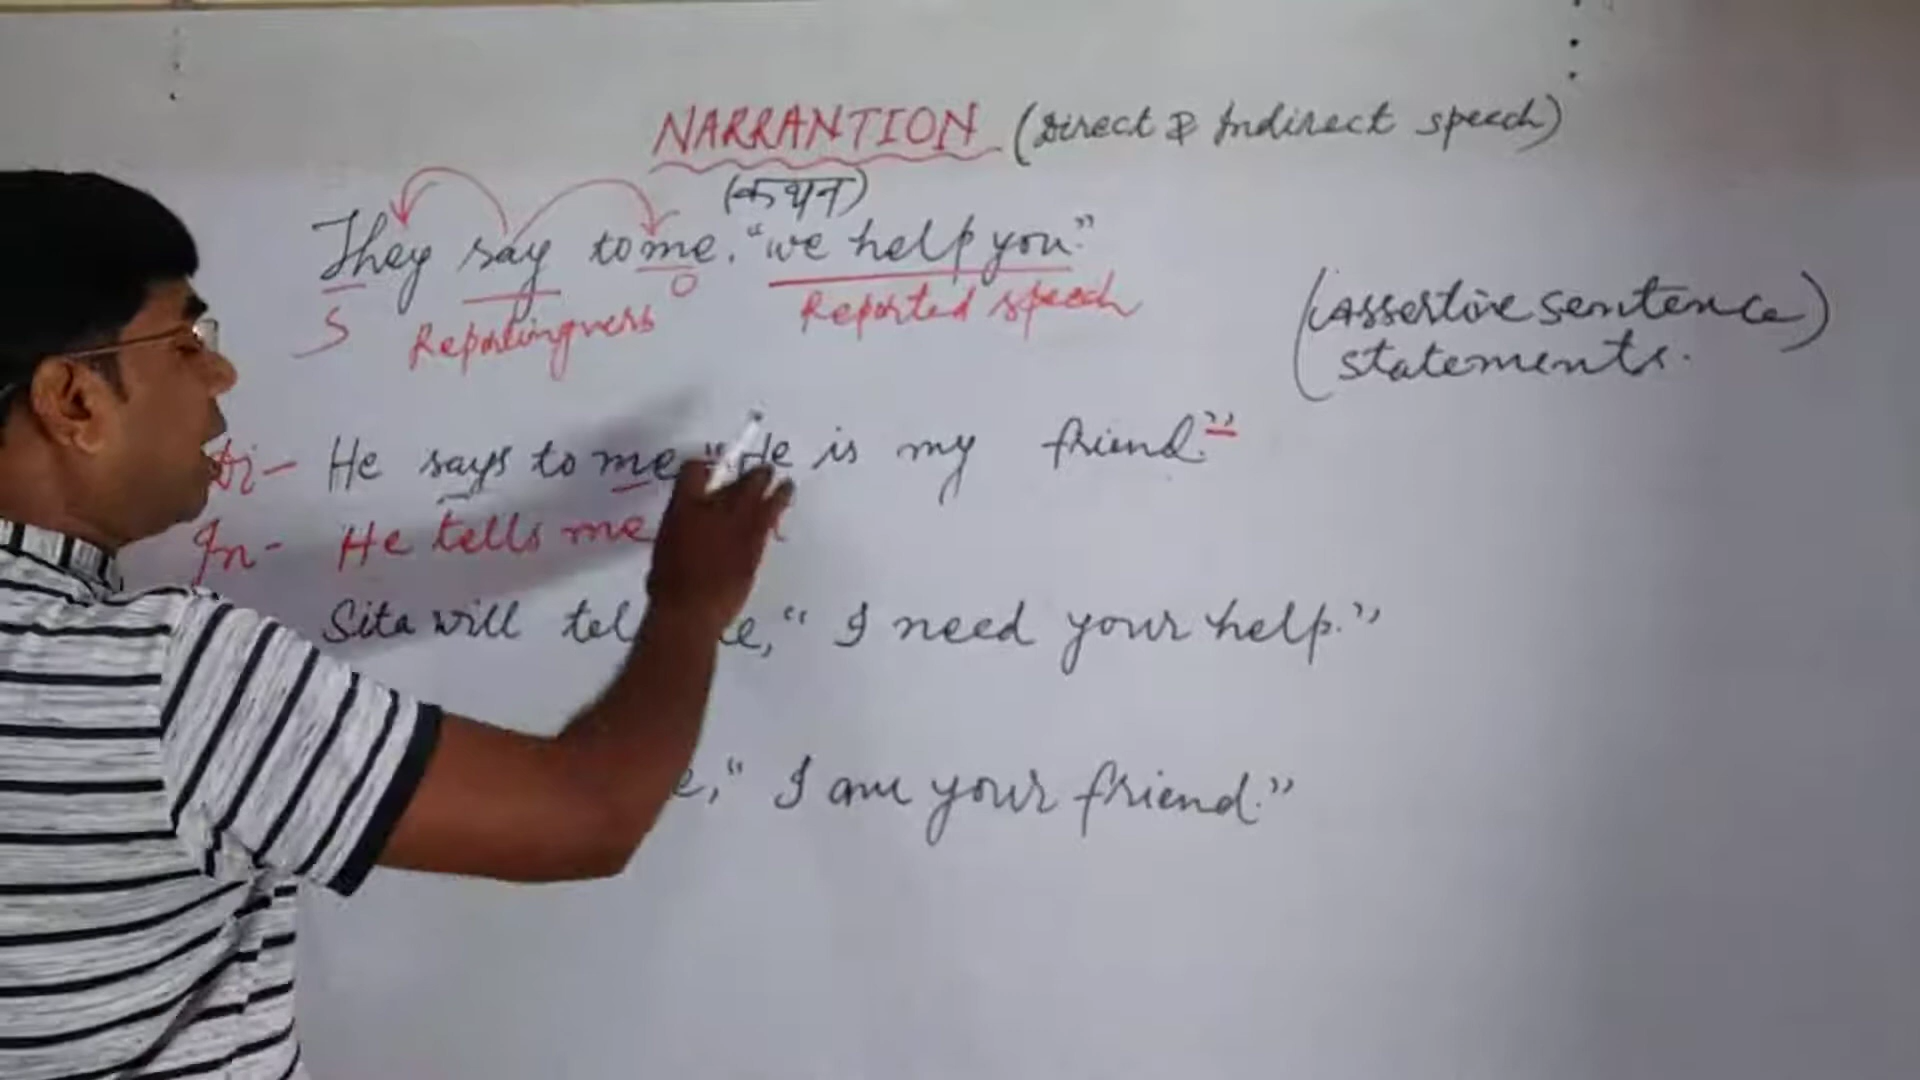 NARRANTION (Direct & Indirect speech)
(कथन)
They say to me, "we help you."
S Reporting verb O Reported speech
(Assertive sentence)
statements.
Di- He says to me "He is my friend."
In- He tells me
Sita will "I need your help."
"I am your friend."